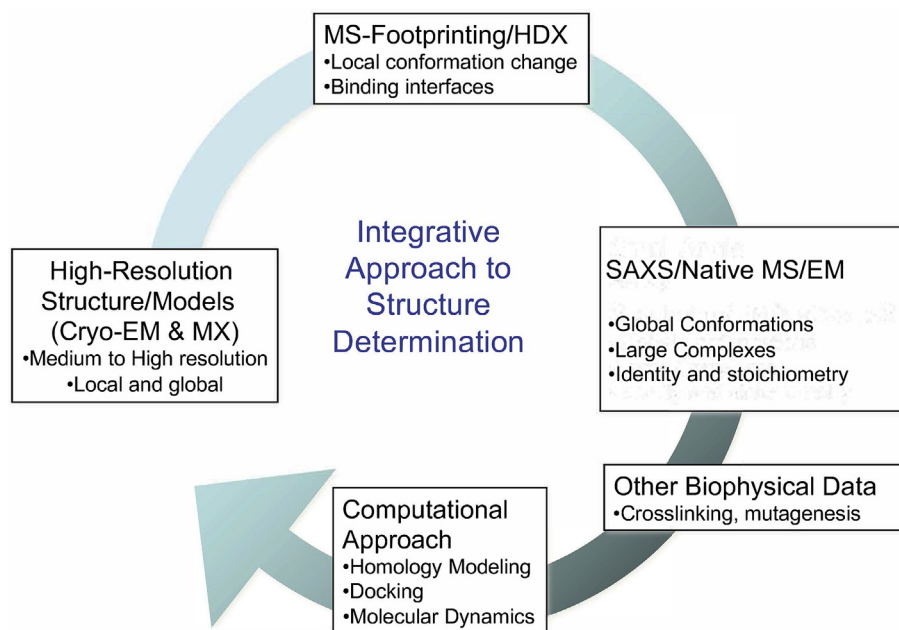 MS-Footprinting/HDX
•Local conformation change
•Binding interfaces
Integrative
Approach to
Structure
Determination
High-Resolution
Structure/Models
(Cryo-EM & MX)
•Medium to High resolution
•Local and global
SAXS/Native MS/EM
•Global Conformations
•Large Complexes
•Identity and stoichiometry
Other Biophysical Data
•Crosslinking, mutagenesis
Computational
Approach
•Homology Modeling
•Docking
•Molecular Dynamics